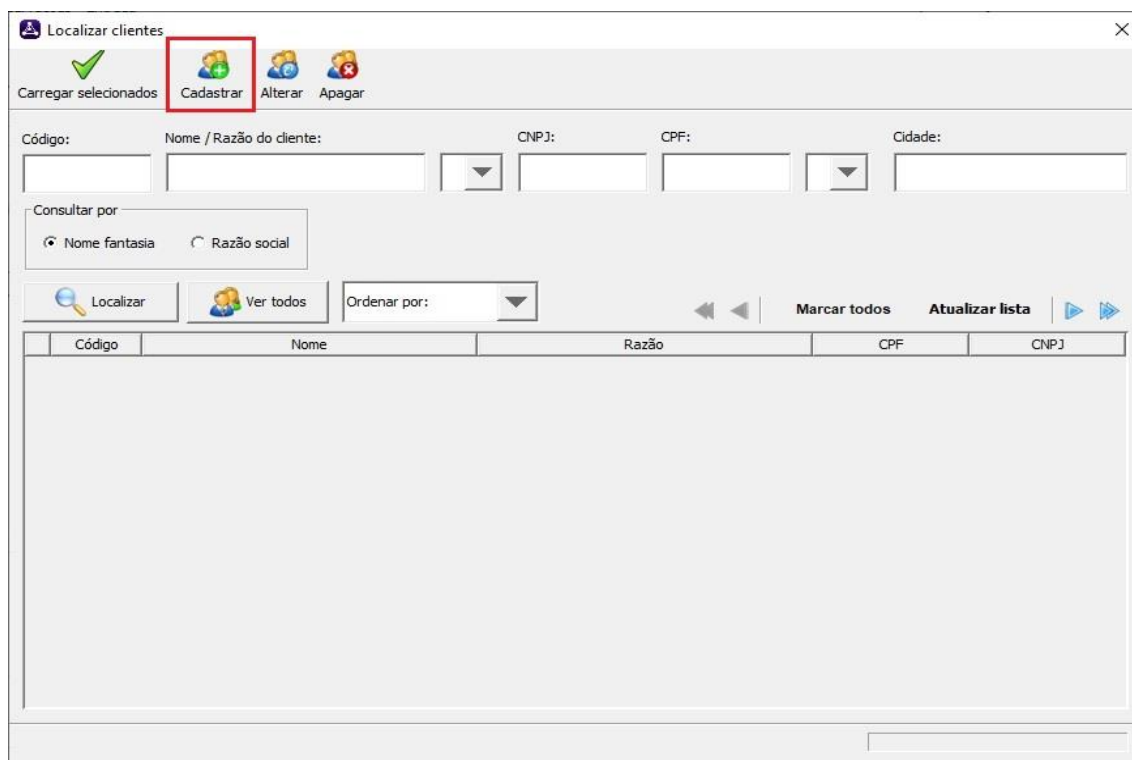 Localizar clientes
Carregar selecionados Cadastrar Alterar Apagar
Código: Nome / Razão do cliente: CNPJ: CPF: Cidade:
Consultar por
Nome fantasia Razão social
Localizar Ver todos Ordenar por: Marcar todos Atualizar lista
Código Nome Razão CPF CNPJ